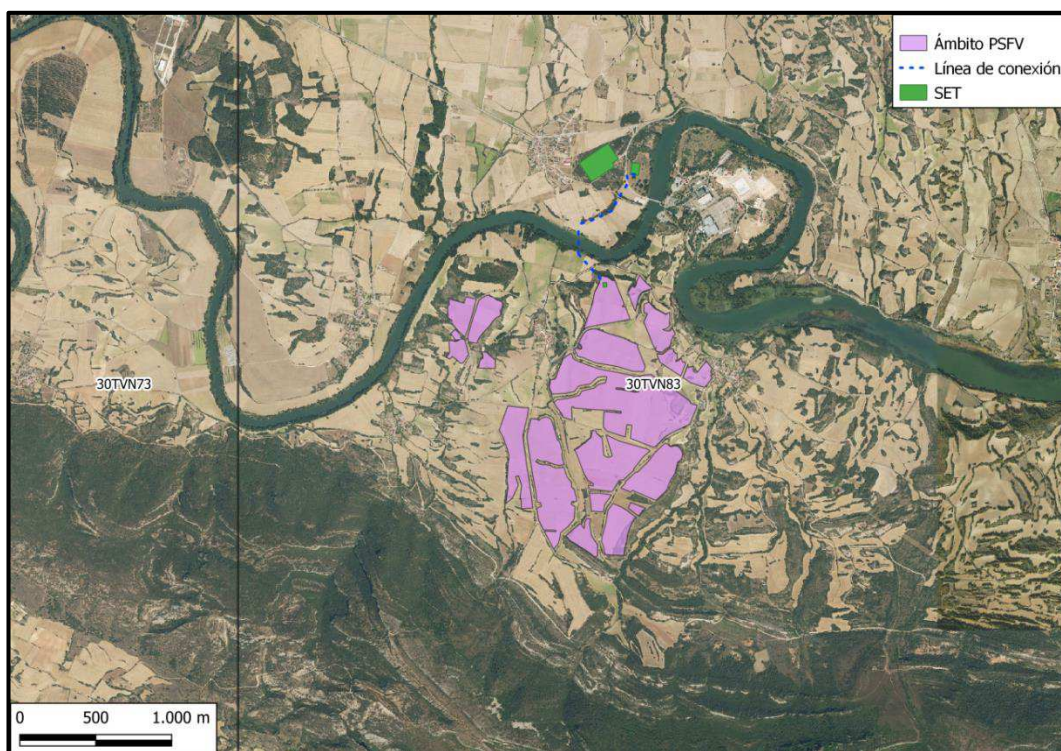 Ámbito PSFV
Línea de conexión
SET
30TVN73
30TVN83
0 500 1.000 m